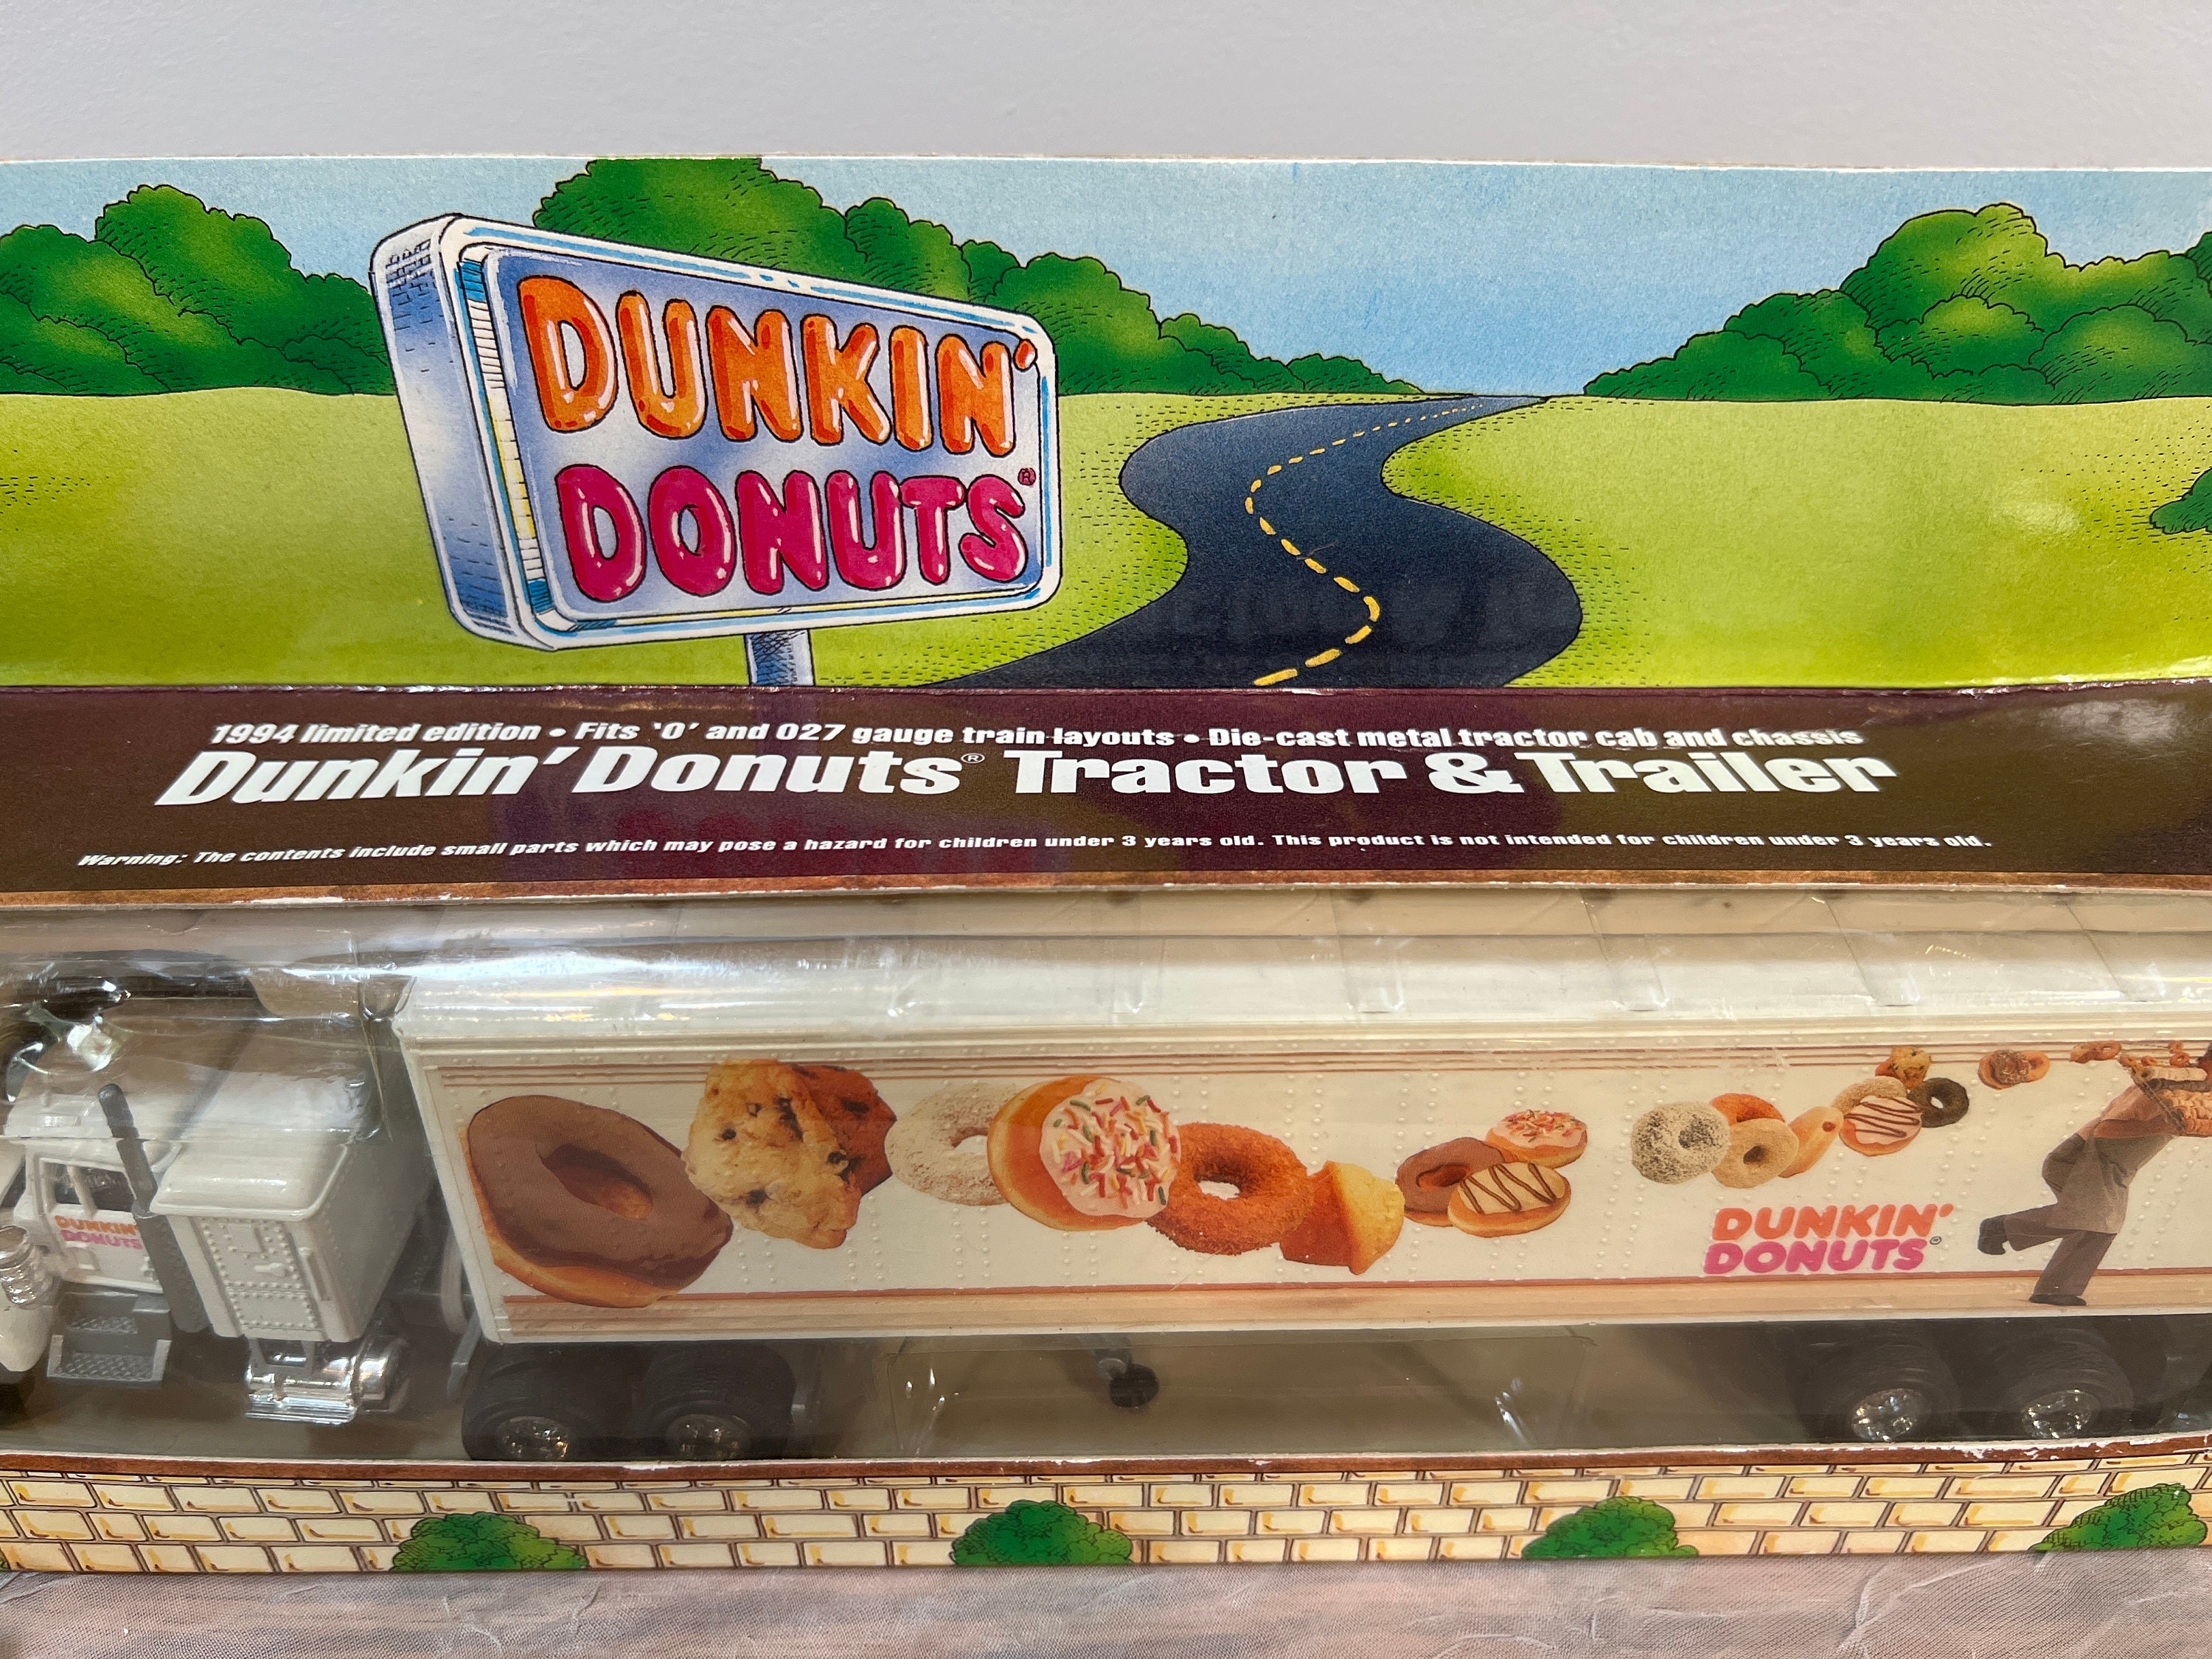 DUNKIN'
DONUTS®
1994 limited edition • Fits 'O' and O27 gauge train layouts • Die-cast metal tractor cab and chassis
Dunkin' Donuts® Tractor & Trailer
Warning: The contents include small parts which may pose a hazard for children under 3 years old. This product is not intended for children under 3 years old.
DUNKIN'
DONUTS
DUNKIN'
DONUTS®